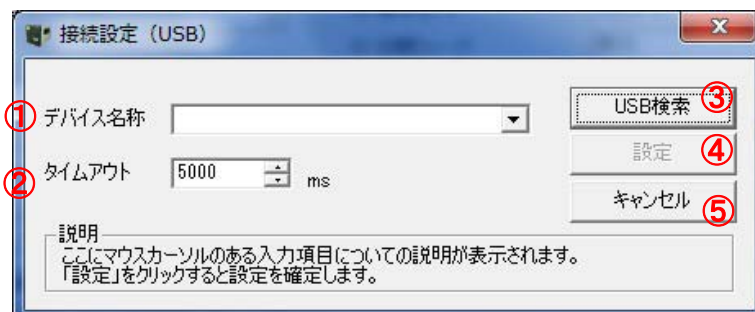 接続設定（USB）
① デバイス名称
USB検索 ③
設定 ④
② タイムアウト 5000 ms
キャンセル ⑤
説明
ここにマウスカーソルのある入力項目についての説明が表示されます。
「設定」をクリックすると設定を確定します。